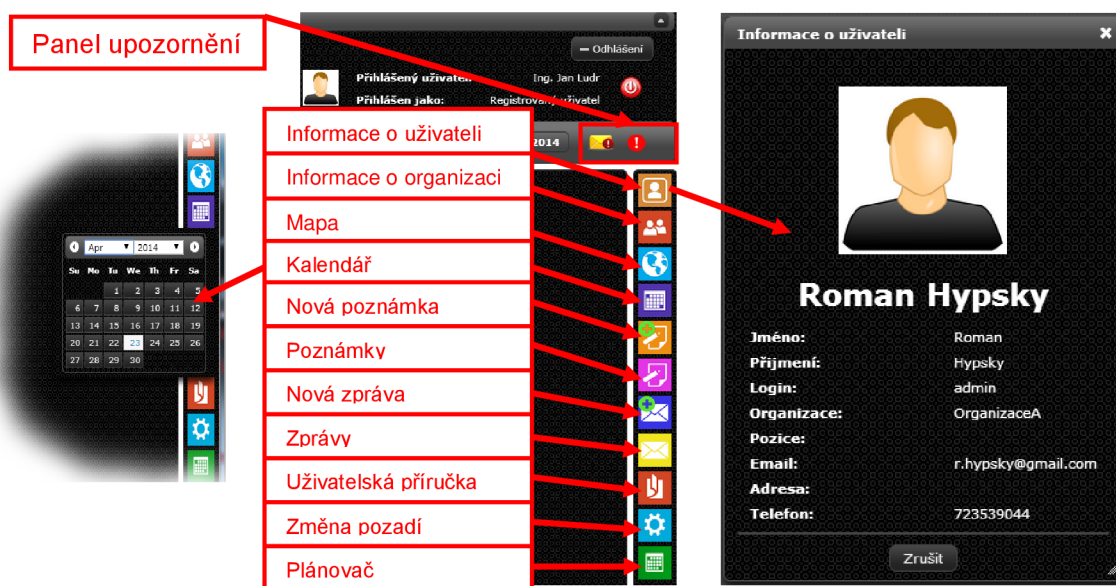 Panel upozornění
Odhlášení
Přihlášený uživatel:
Ing. Jan Ludr
Přihlášen jako:
Registrovaný uživatel
2014
Informace o uživateli
Informace o organizaci
Mapa
Kalendář
Nová poznámka
Poznámky
Nová zpráva
Zprávy
Uživatelská příručka
Změna pozadí
Plánovač
Apr 2014
Su Mo Tu We Th Fr Sa
1 2 3 4 5
6 7 8 9 10 11 12
13 14 15 16 17 18 19
20 21 22 23 24 25 26
27 28 29 30
Informace o uživateli
Roman Hypsky
Jméno: Roman
Přijmení: Hypsky
Login: admin
Organizace: OrganizaceA
Pozice:
Email: r.hypsky@gmail.com
Adresa:
Telefon: 723539044
Zrušit